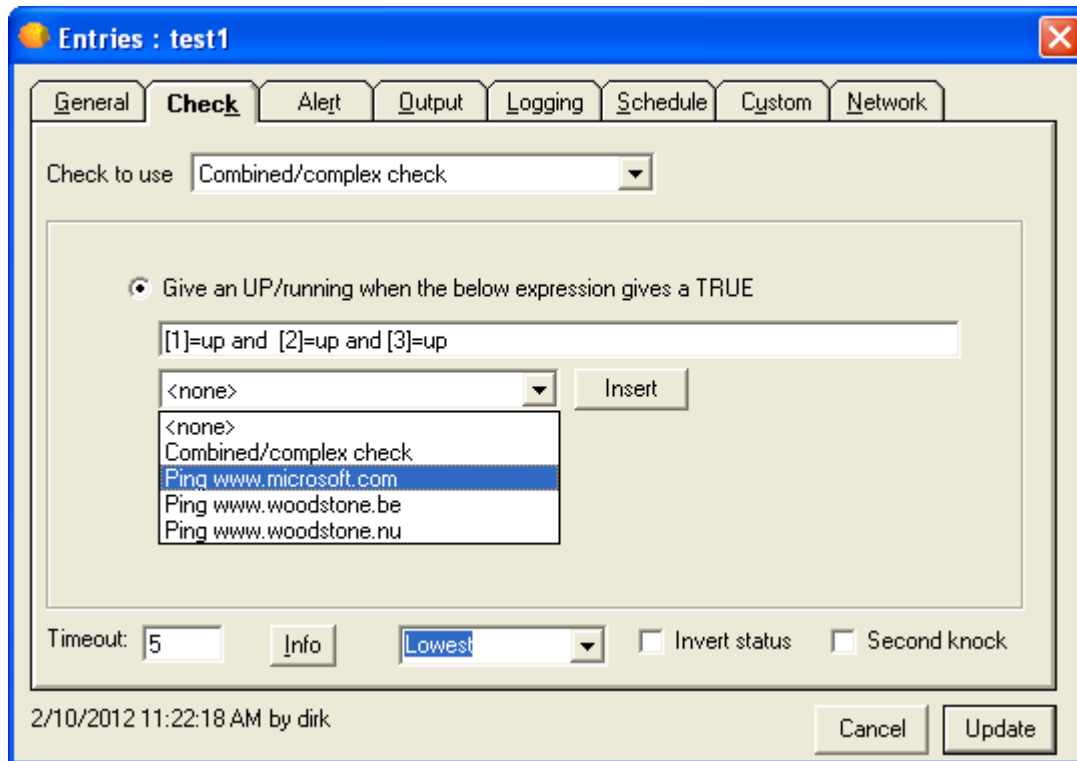 Entries : test1
General Check Alert Output Logging Schedule Custom Network
Check to use Combined/complex check
Give an UP/running when the below expression gives a TRUE
[1]=up and  [2]=up and [3]=up
<none> Insert
<none>
Combined/complex check
Ping www.microsoft.com
Ping www.woodstone.be
Ping www.woodstone.nu
Timeout: 5 Info Lowest Invert status Second knock
2/10/2012 11:22:18 AM by dirk Cancel Update